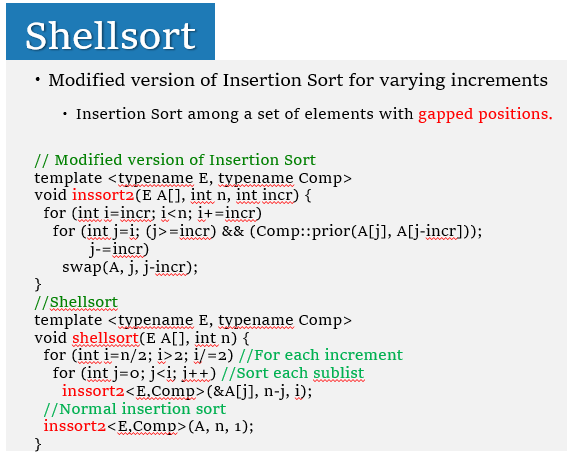 Shellsort
• Modified version of Insertion Sort for varying increments
• Insertion Sort among a set of elements with gapped positions.
// Modified version of Insertion Sort
template <typename E, typename Comp>
void inssort2(E A[], int n, int incr) {
for (int i=incr; i<n; i+=incr)
for (int j=i; (j>=incr) && (Comp::prior(A[j], A[j-incr]));
j-=incr)
swap(A, j, j-incr);
}
//Shellsort
template <typename E, typename Comp>
void shellsort(E A[], int n) {
for (int i=n/2; i>2; i/=2) //For each increment
for (int j=0; j<i; j++) //Sort each sublist
inssort2<E,Comp>(&A[j], n-j, i);
//Normal insertion sort
inssort2<E,Comp>(A, n, 1);
}